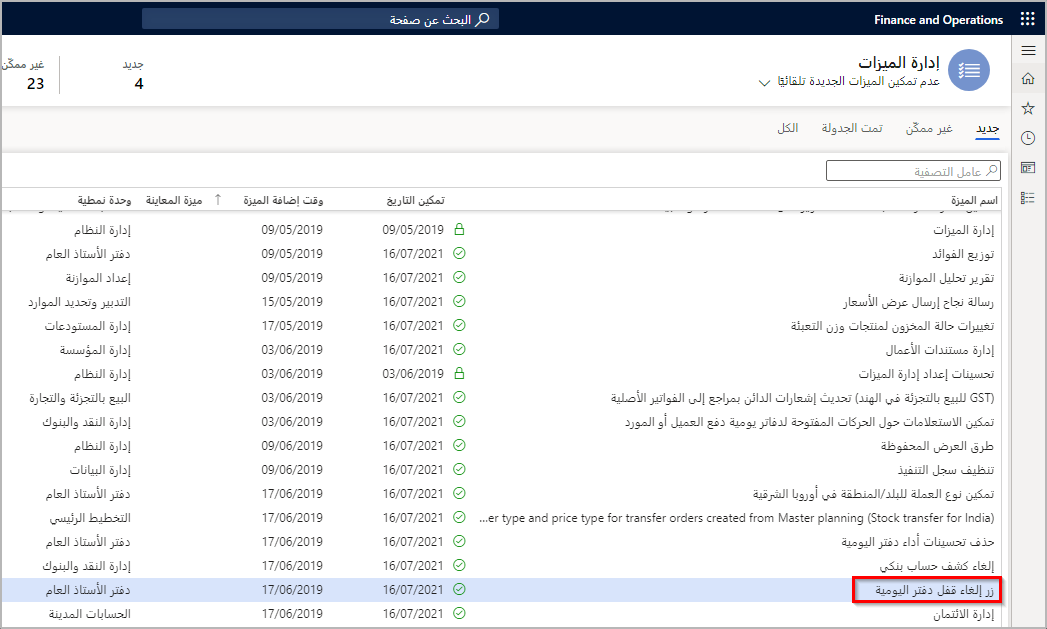 Finance and Operations
البحث عن صفحة
إدارة الميزات
عدم تمكين الميزات الجديدة تلقائيًا
جديد
4
غير ممكّن
23
جديد غير ممكّن تمت الجدولة الكل
عامل التصفية
اسم الميزة تمكين التاريخ وقت إضافة الميزة ميزة المعاينة وحدة نمطية
إدارة الميزات 09/05/2019 09/05/2019 إدارة النظام
توزيع الفوائد 16/07/2021 09/05/2019 دفتر الأستاذ العام
تقرير تحليل الموازنة 16/07/2021 09/05/2019 إعداد الموازنة
رسالة نجاح إرسال عرض الأسعار 16/07/2021 15/05/2019 التدبير وتحديد الموارد
تغييرات حالة المخزون لمنتجات وزن التعبئة 16/07/2021 17/05/2019 إدارة المستودعات
إدارة مستندات الأعمال 16/07/2021 03/06/2019 إدارة المؤسسة
تحسينات إعداد إدارة الميزات 03/06/2019 03/06/2019 إدارة النظام
(GST للبيع بالتجزئة في الهند) تحديث إشعارات الدائن بمراجع إلى الفواتير الأصلية 16/07/2021 03/06/2019 البيع بالتجزئة والتجارة
تمكين الاستعلامات حول الحركات المفتوحة لدفاتر يومية دفع العميل أو المورد 16/07/2021 03/06/2019 إدارة النقد والبنوك
طرق العرض المحفوظة 16/07/2021 09/06/2019 إدارة النظام
تنظيف سجل التنفيذ 16/07/2021 09/06/2019 إدارة البيانات
تمكين نوع العملة للبلد/المنطقة في أوروبا الشرقية 16/07/2021 17/06/2019 دفتر الأستاذ العام
...er type and price type for transfer orders created from Master planning (Stock transfer for India) 16/07/2021 17/06/2019 التخطيط الرئيسي
حذف تحسينات أداء دفتر اليومية 16/07/2021 17/06/2019 دفتر الأستاذ العام
إلغاء كشف حساب بنكي 16/07/2021 17/06/2019 إدارة النقد والبنوك
زر إلغاء قفل دفتر اليومية 16/07/2021 17/06/2019 دفتر الأستاذ العام
إدارة الائتمان 16/07/2021 17/06/2019 الحسابات المدينة